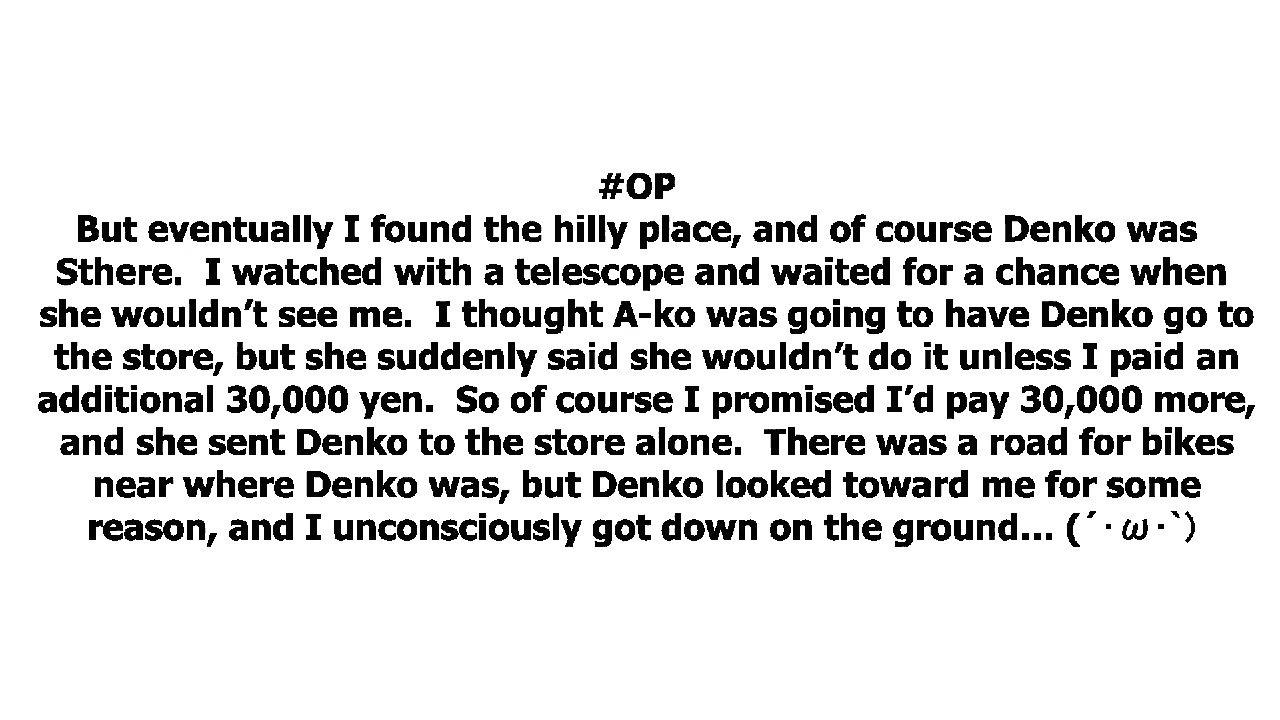 #OP
But eventually I found the hilly place, and of course Denko was
Sthere.  I watched with a telescope and waited for a chance when
she wouldn’t see me.  I thought A-ko was going to have Denko go to
the store, but she suddenly said she wouldn’t do it unless I paid an
additional 30,000 yen.  So of course I promised I’d pay 30,000 more,
and she sent Denko to the store alone.  There was a road for bikes
near where Denko was, but Denko looked toward me for some
reason, and I unconsciously got down on the ground... (´･ω･`)